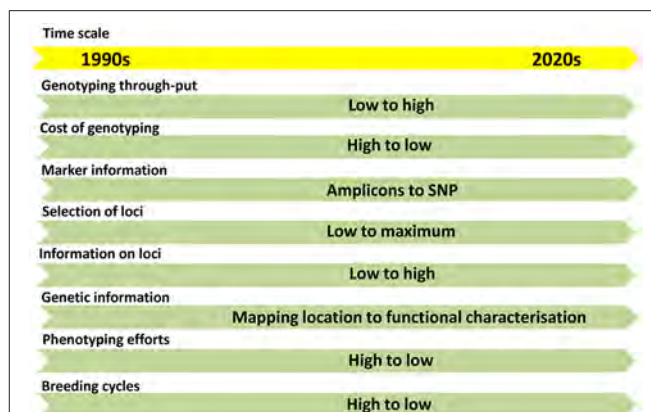 Time scale
1990s 2020s
Genotyping through-put
Low to high
Cost of genotyping
High to low
Marker information
Amplicons to SNP
Selection of loci
Low to maximum
Information on loci
Low to high
Genetic information
Mapping location to functional characterisation
Phenotyping efforts
High to low
Breeding cycles
High to low